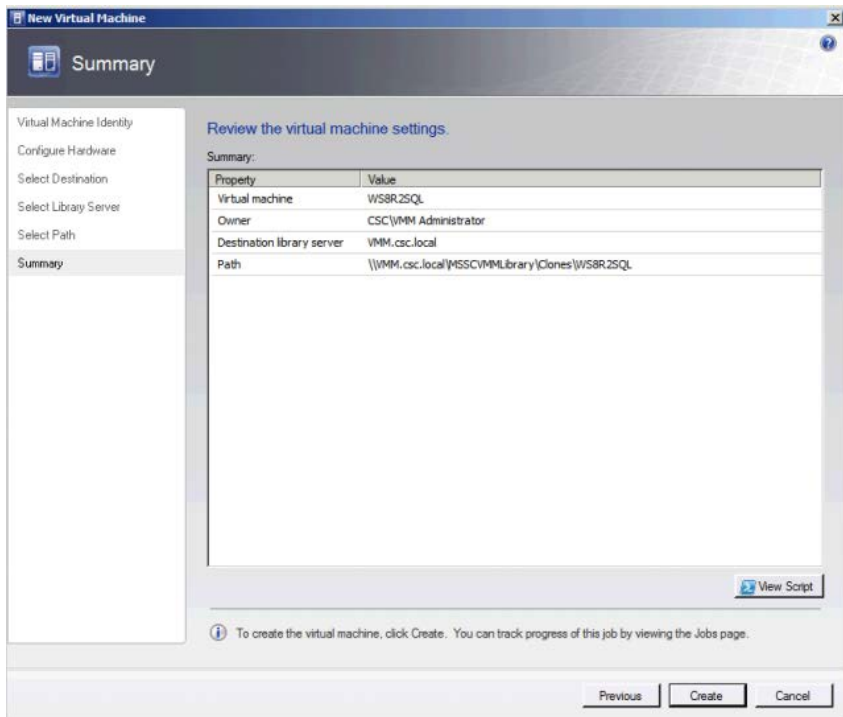 New Virtual Machine
Summary
Virtual Machine Identity
Configure Hardware
Select Destination
Select Library Server
Select Path
Summary
Review the virtual machine settings.
Summary:
Property Value
Virtual machine WS8R2SQL
Owner CSC\VMM Administrator
Destination library server VMM.csc.local
Path \\VMM.csc.local\MSSCVMMLibrary\Clones\WS8R2SQL
View Script
To create the virtual machine, click Create. You can track progress of this job by viewing the Jobs page.
Previous Create Cancel